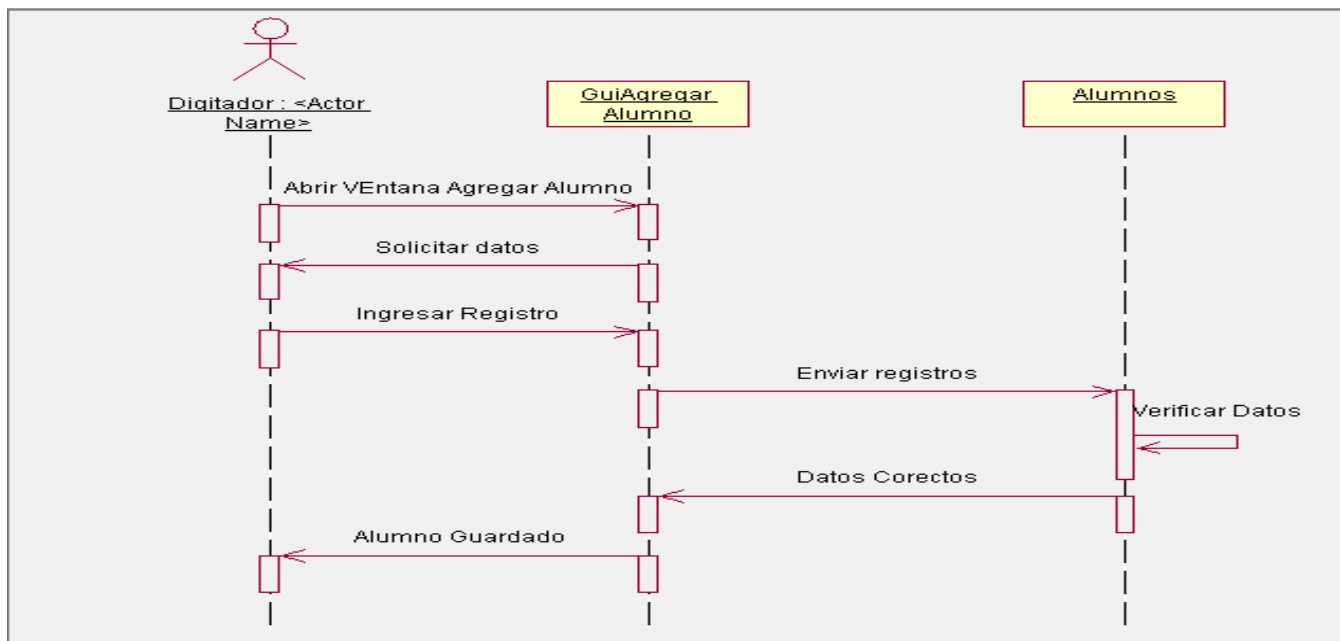 Digitador : <Actor
Name>
GuiAgregar
Alumno
Alumnos
Abrir VEntana Agregar Alumno
Solicitar datos
Ingresar Registro
Enviar registros
Verificar Datos
Datos Corectos
Alumno Guardado